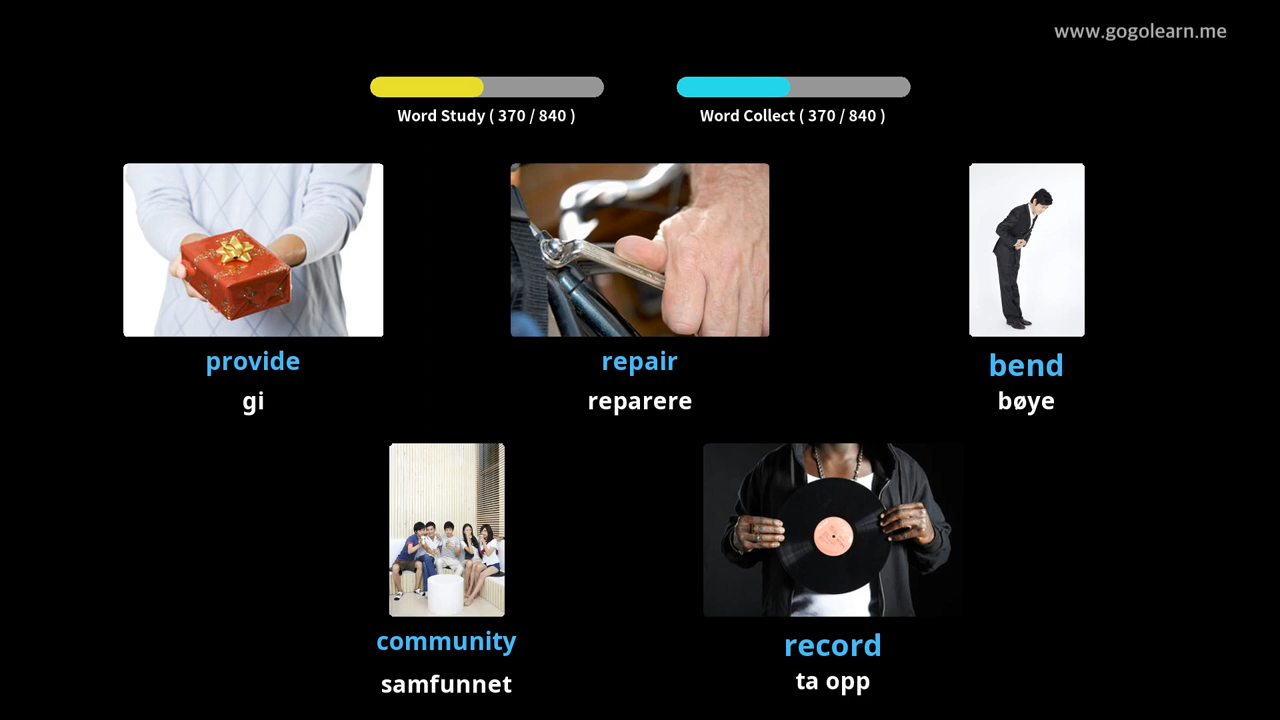 www.gogolearn.me
Word Study ( 370 / 840 )
Word Collect ( 370 / 840 )
provide
gi
repair
reparere
bend
bøye
community
samfunnet
record
ta opp